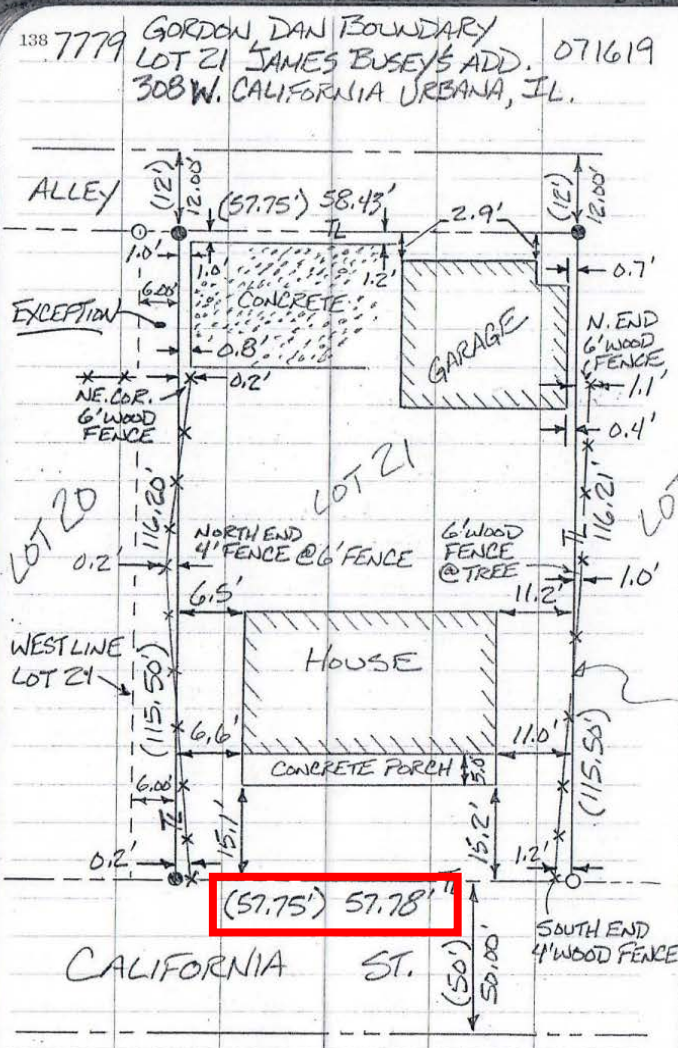 138 7779 GORDON, DAN BOUNDARY
LOT 21 JAMES BUSEY'S ADD. 071619
308 W. CALIFORNIA URBANA, IL.
ALLEY
(12') 12.00'
(57.75') 58.43'
TL
2.9'
(12') 12.00'
1.0'
1.0'
1.2'
0.7'
6.00'
EXCEPTION
CONCRETE
GARAGE
N. END
6' WOOD
FENCE
0.8'
0.2'
1.1'
NE. COR.
6' WOOD
FENCE
0.4'
LOT 21
LOT 20
116.20'
TL 116.21'
LO
NORTH END
4' FENCE @ 6' FENCE
6' WOOD
FENCE
@ TREE
0.2'
1.0'
6.5'
11.2'
HOUSE
WEST LINE
LOT 21
(115.50')
6.6'
11.0'
CONCRETE PORCH
5.0'
(115.50')
6.00'
TL
15.1'
15.2'
0.2'
1.2'
(57.75') 57.78'
TL
SOUTH END
4' WOOD FENCE
CALIFORNIA ST.
(50') 50.00'